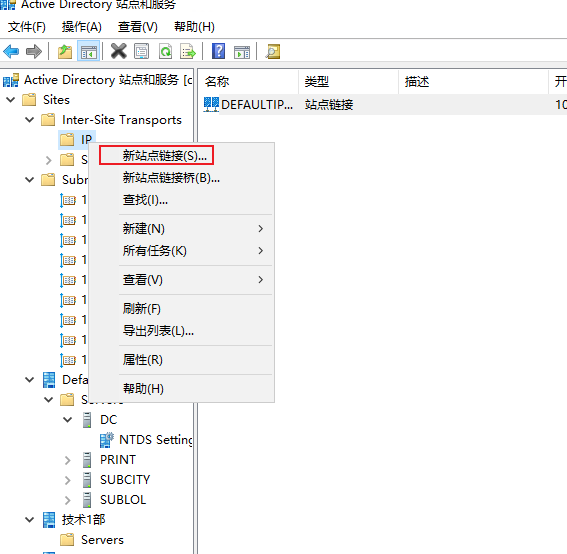 Active Directory 站点和服务
文件(F) 操作(A) 查看(V) 帮助(H)
Active Directory 站点和服务 [d
名称 类型 描述 开
Sites
DEFAULTIP... 站点链接 10
Inter-Site Transports
IP
新站点链接(S)...
S
新站点链接桥(B)...
Subn
查找(I)...
1
1
新建(N)
1
所有任务(K)
1
查看(V)
1
1
刷新(F)
1
导出列表(L)...
1
属性(R)
1
Defa
帮助(H)
Servers
DC
NTDS Setting
PRINT
SUBCITY
SUBLOL
技术1部
Servers